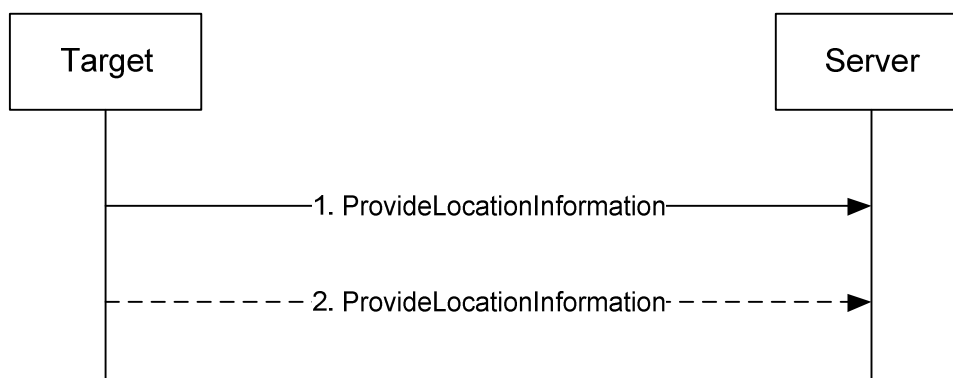 Target
Server
1. ProvideLocationInformation
2. ProvideLocationInformation